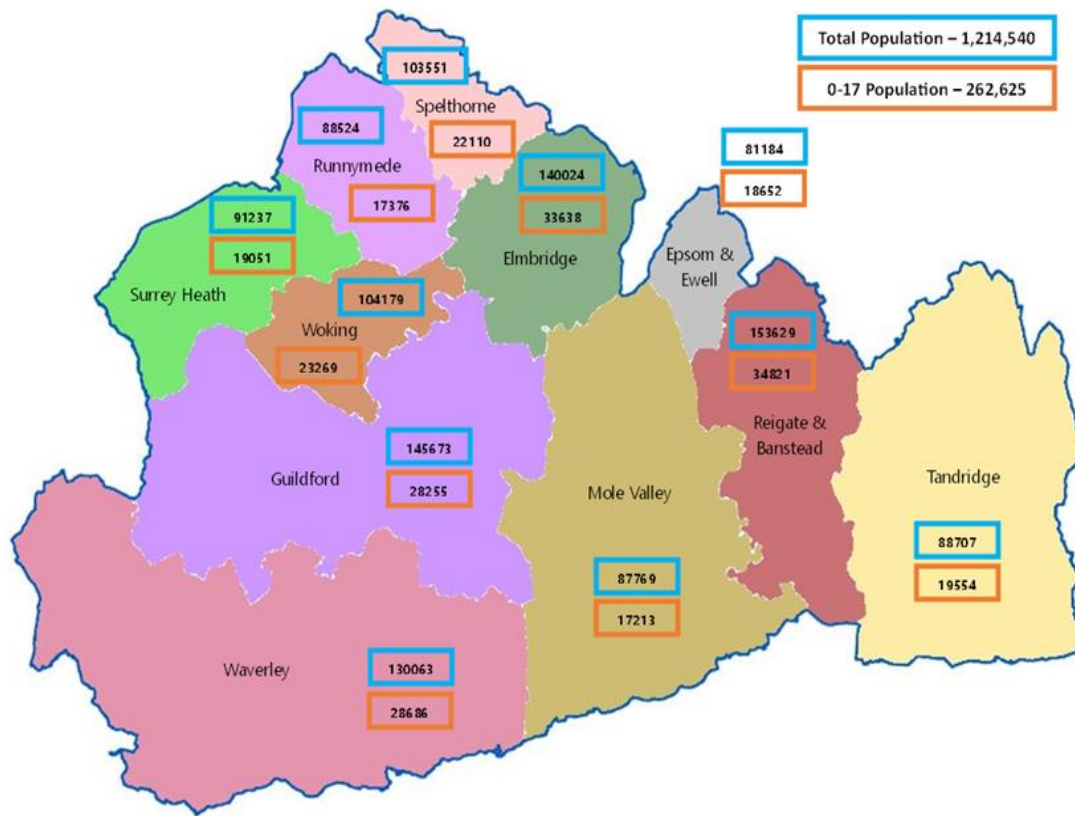 Total Population – 1,214,540
0-17 Population – 262,625
103551
Spelthorne
22110
88524
Runnymede
17376
140024
33638
Elmbridge
81184
18652
Epsom &
Ewell
91237
19051
Surrey Heath
104179
Woking
23269
153629
34821
Reigate &
Banstead
145673
Guildford
28255
Mole Valley
87769
17213
Tandridge
88707
19554
Waverley
130063
28686